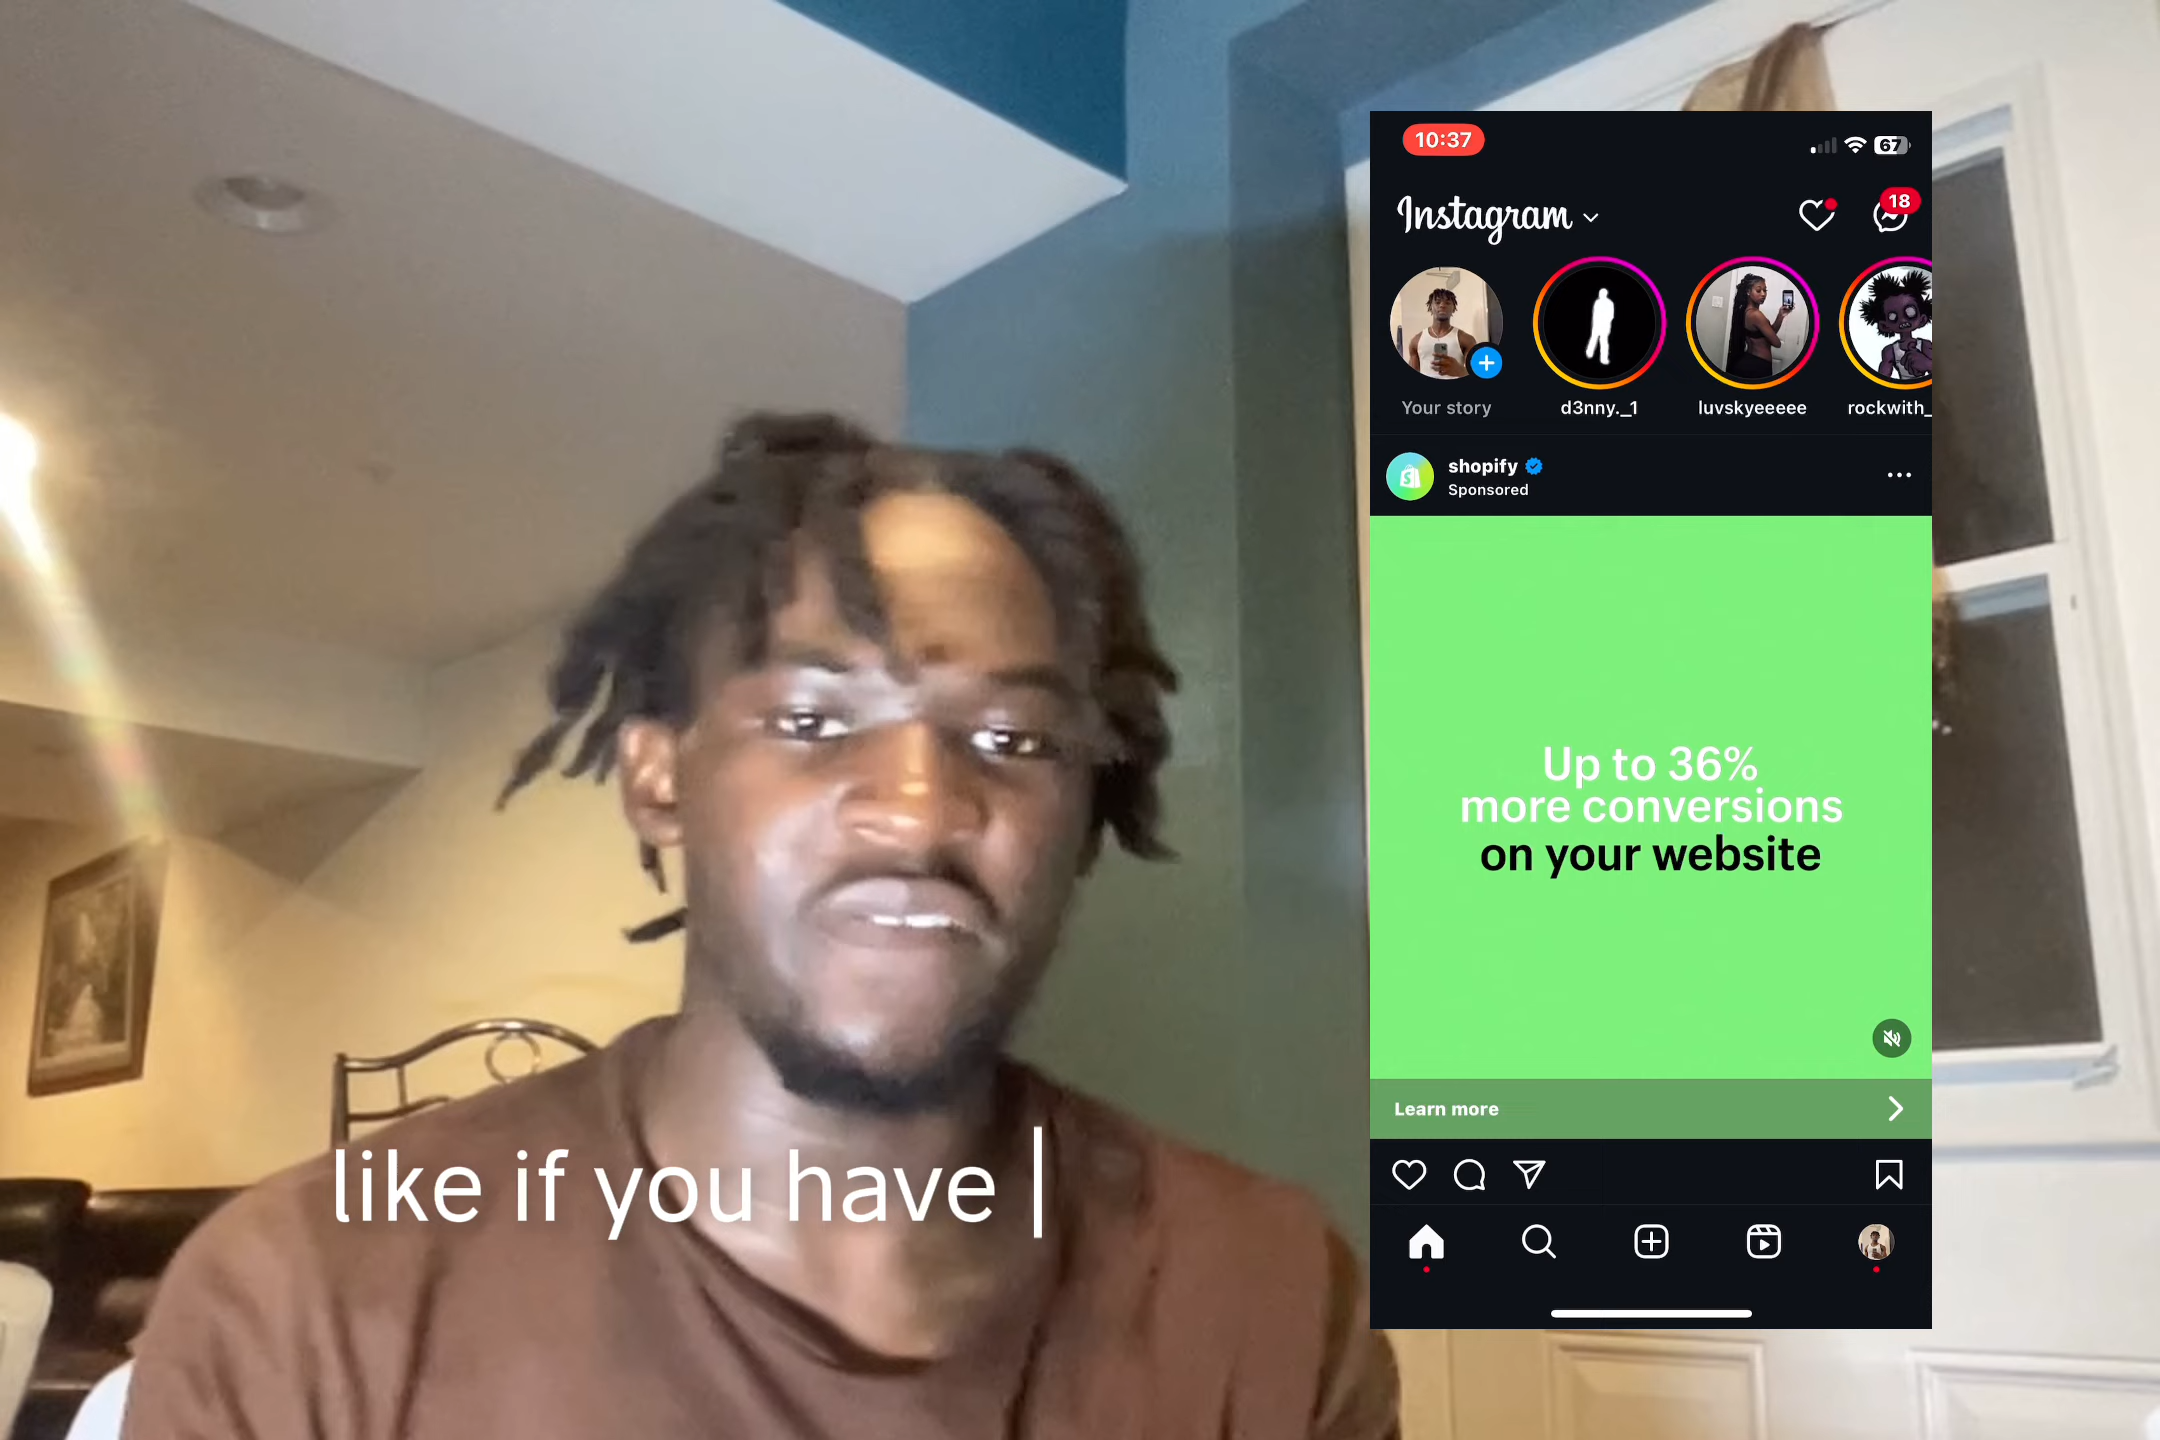 10:37
67
Instagram
18
Your story
d3nny._1
luvskyeeeee
rockwith_
shopify
Sponsored
Up to 36%
more conversions
on your website
Learn more
like if you have |